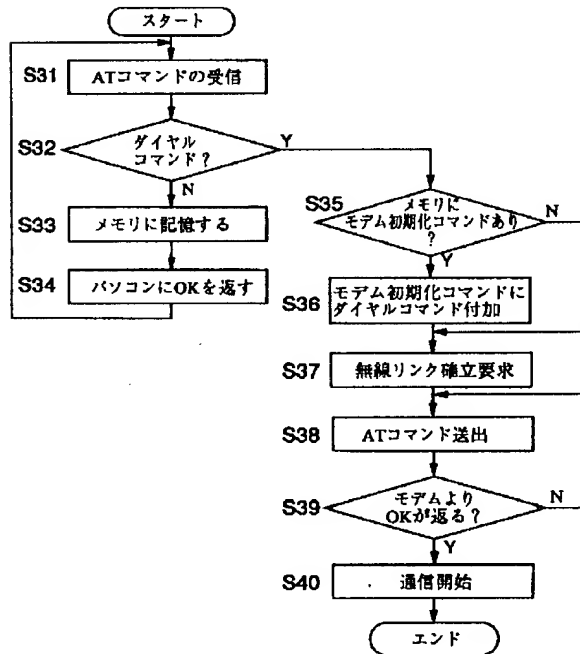 スタート
S31
ATコマンドの受信
S32
ダイヤル
コマンド?
Y
N
S33
メモリに記憶する
S34
パソコンにOKを返す
S35
メモリに
モデム初期化コマンドあり
?
N
Y
S36
モデム初期化コマンドに
ダイヤルコマンド付加
S37
無線リンク確立要求
S38
ATコマンド送出
S39
モデムより
OKが返る?
N
Y
S40
通信開始
エンド